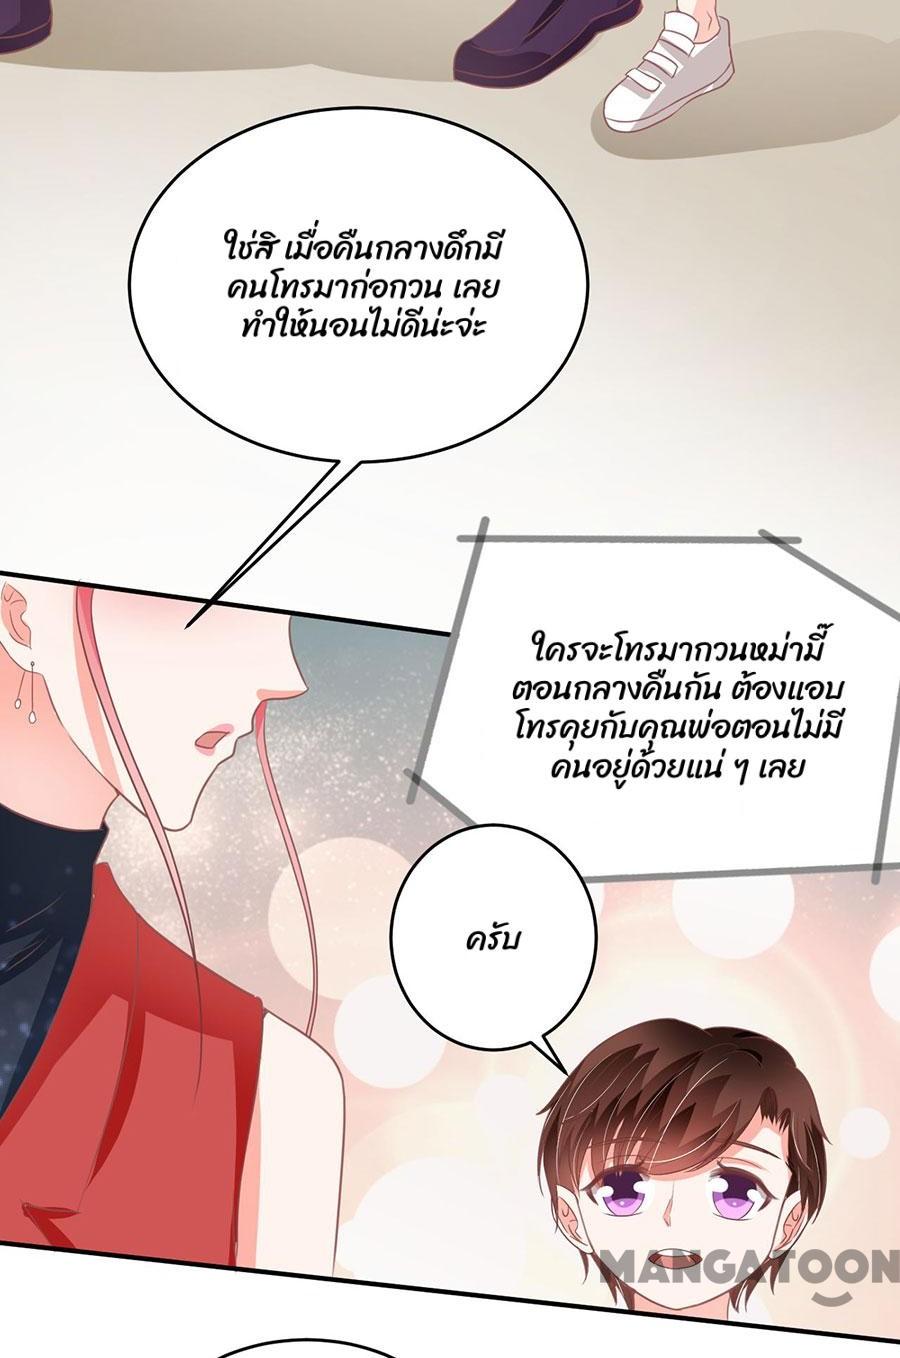 ใช่สิ เมื่อคืนกลางดึกมี
คนโทรมาก่อกวน เลย
ทำให้นอนไม่ดีน่ะจ่ะ
ใครจะโทรมากวนหม่ามี๊
ตอนกลางคืนกัน ต้องแอบ
โทรคุยกับคุณพ่อตอนไม่มี
คนอยู่ด้วยแน่ ๆ เลย
ครับ
MANGATOON